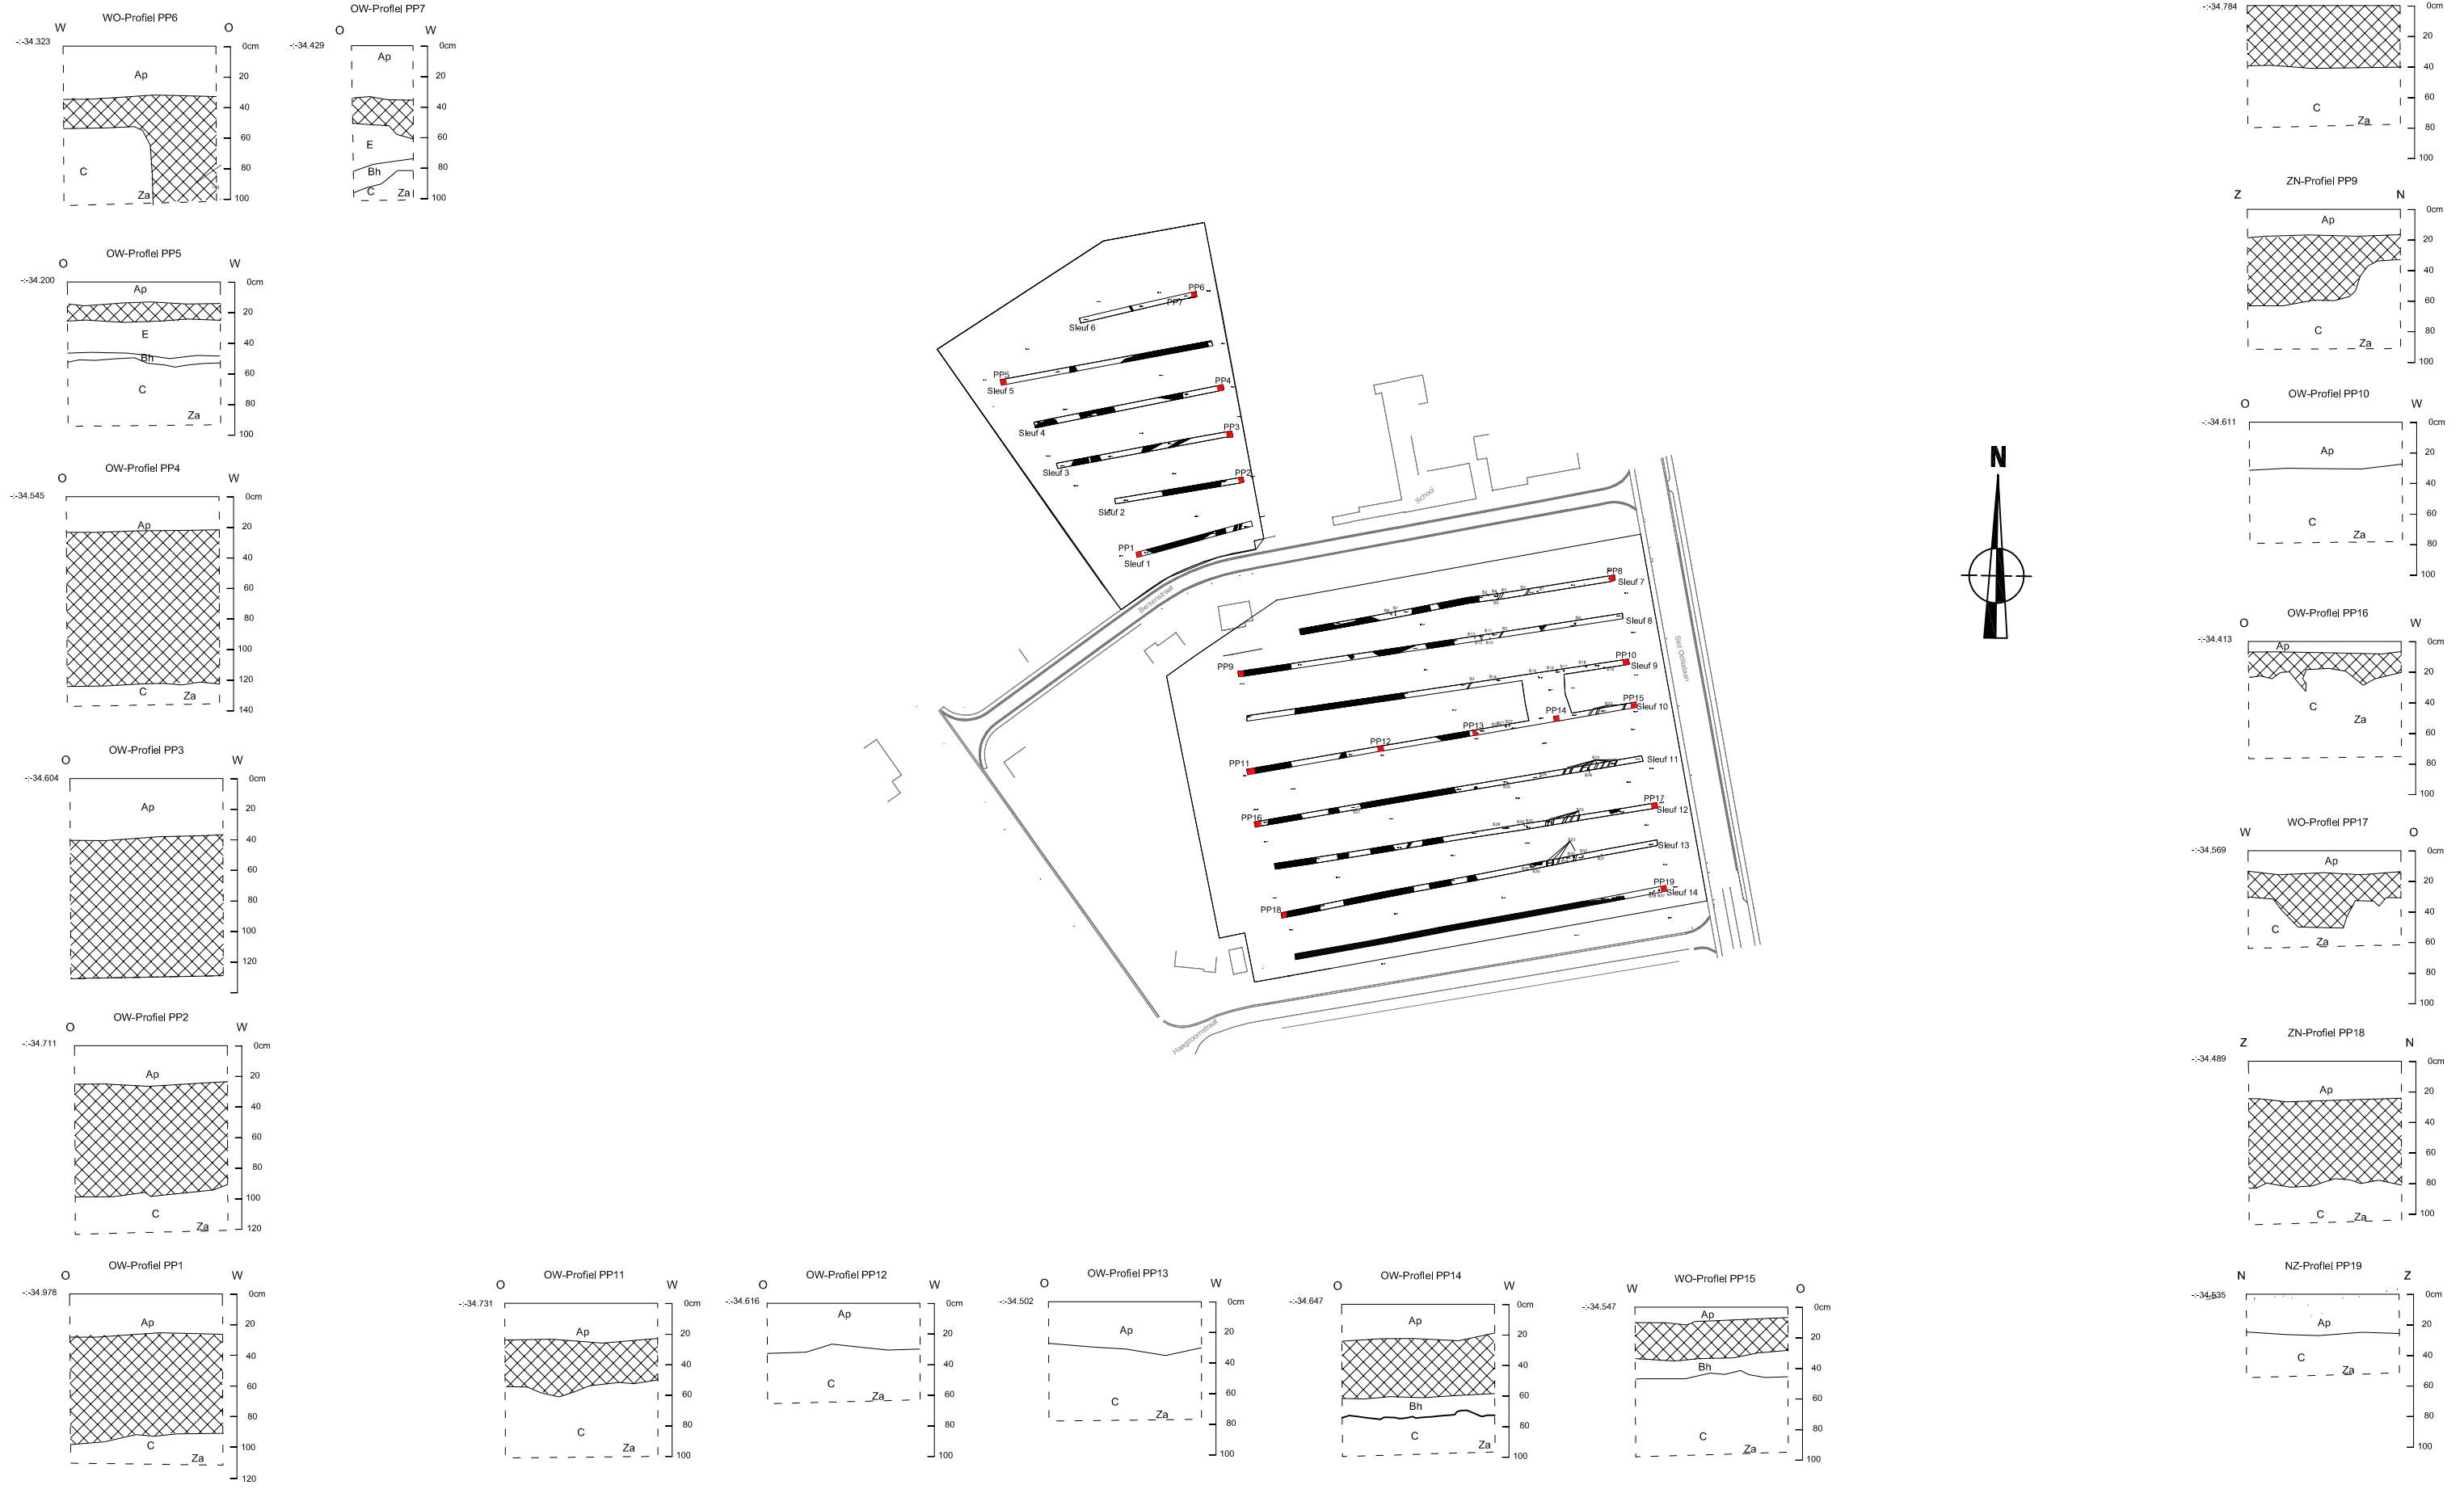 WO-Profiel PP6
W
O
-:-34.323
0cm
20
40
60
80
100
Ap
C
Za
OW-Profiel PP7
O
W
-:-34.429
0cm
20
40
60
80
100
Ap
E
Bh
C
Za
OW-Profiel PP5
O
W
-:-34.200
0cm
20
40
60
80
100
Ap
E
Bh
C
Za
OW-Profiel PP4
O
W
-:-34.545
0cm
20
40
60
80
100
120
140
Ap
C
Za
OW-Profiel PP3
O
W
-:-34.604
0cm
20
40
60
80
100
120
Ap
OW-Profiel PP2
O
W
-:-34.711
0cm
20
40
60
80
100
120
Ap
C
Za
OW-Profiel PP1
O
W
-:-34.978
0cm
20
40
60
80
100
120
Ap
C
Za
PP6
PP7
Sleuf 6
PP5
Sleuf 5
PP4
Sleuf 4
PP3
Sleuf 3
PP2
Sleuf 2
PP1
Sleuf 1
School
Berkenstraat
PP8
Sleuf 7
Sleuf 8
PP9
PP10
Sleuf 9
PP15
Sleuf 10
PP14
PP13
PP12
PP11
Sleuf 11
PP16
PP17
Sleuf 12
Sleuf 13
PP18
PP19
Sleuf 14
Sint Odilialaan
Haagdoornstraat
N
OW-Profiel PP11
O
W
-:-34.731
0cm
20
40
60
80
100
Ap
C
Za
OW-Profiel PP12
O
W
-:-34.616
0cm
20
40
60
80
100
Ap
C
Za
OW-Profiel PP13
O
W
-:-34.502
0cm
20
40
60
80
100
Ap
C
Za
OW-Profiel PP14
O
W
-:-34.647
0cm
20
40
60
80
100
Ap
Bh
C
Za
WO-Profiel PP15
W
O
-:-34.547
0cm
20
40
60
80
100
Ap
Bh
C
Za
-:-34.784
0cm
20
40
60
80
100
C
Za
ZN-Profiel PP9
Z
N
0cm
20
40
60
80
100
Ap
C
Za
OW-Profiel PP10
O
W
-:-34.611
0cm
20
40
60
80
100
Ap
C
Za
OW-Profiel PP16
O
W
-:-34.413
0cm
20
40
60
80
100
Ap
C
Za
WO-Profiel PP17
W
O
-:-34.569
0cm
20
40
60
80
100
Ap
C
Za
ZN-Profiel PP18
Z
N
-:-34.489
0cm
20
40
60
80
100
Ap
C
Za
NZ-Profiel PP19
N
Z
-:-34.535
0cm
20
40
60
80
100
Ap
C
Za